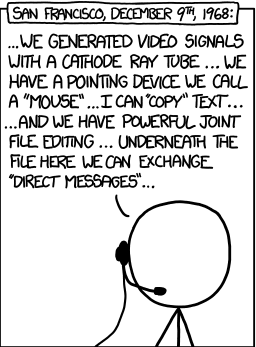 SAN FRANCISCO, DECEMBER 9TH, 1968:
...WE GENERATED VIDEO SIGNALS
WITH A CATHODE RAY TUBE ... WE
HAVE A POINTING DEVICE WE CALL
A "MOUSE"... I CAN "COPY" TEXT...
...AND WE HAVE POWERFUL JOINT
FILE EDITING ... UNDERNEATH THE
FILE HERE WE CAN EXCHANGE
"DIRECT MESSAGES"...